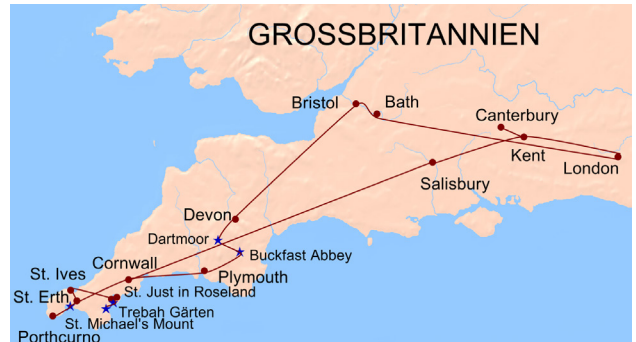 GROSSBRITANNIEN
Bristol
Bath
Canterbury
Kent
London
Salisbury
Devon
Dartmoor
Buckfast Abbey
Plymouth
Cornwall
St. Ives
St. Just in Roseland
St. Erth
Trebah Gärten
St. Michael's Mount
Porthcurno